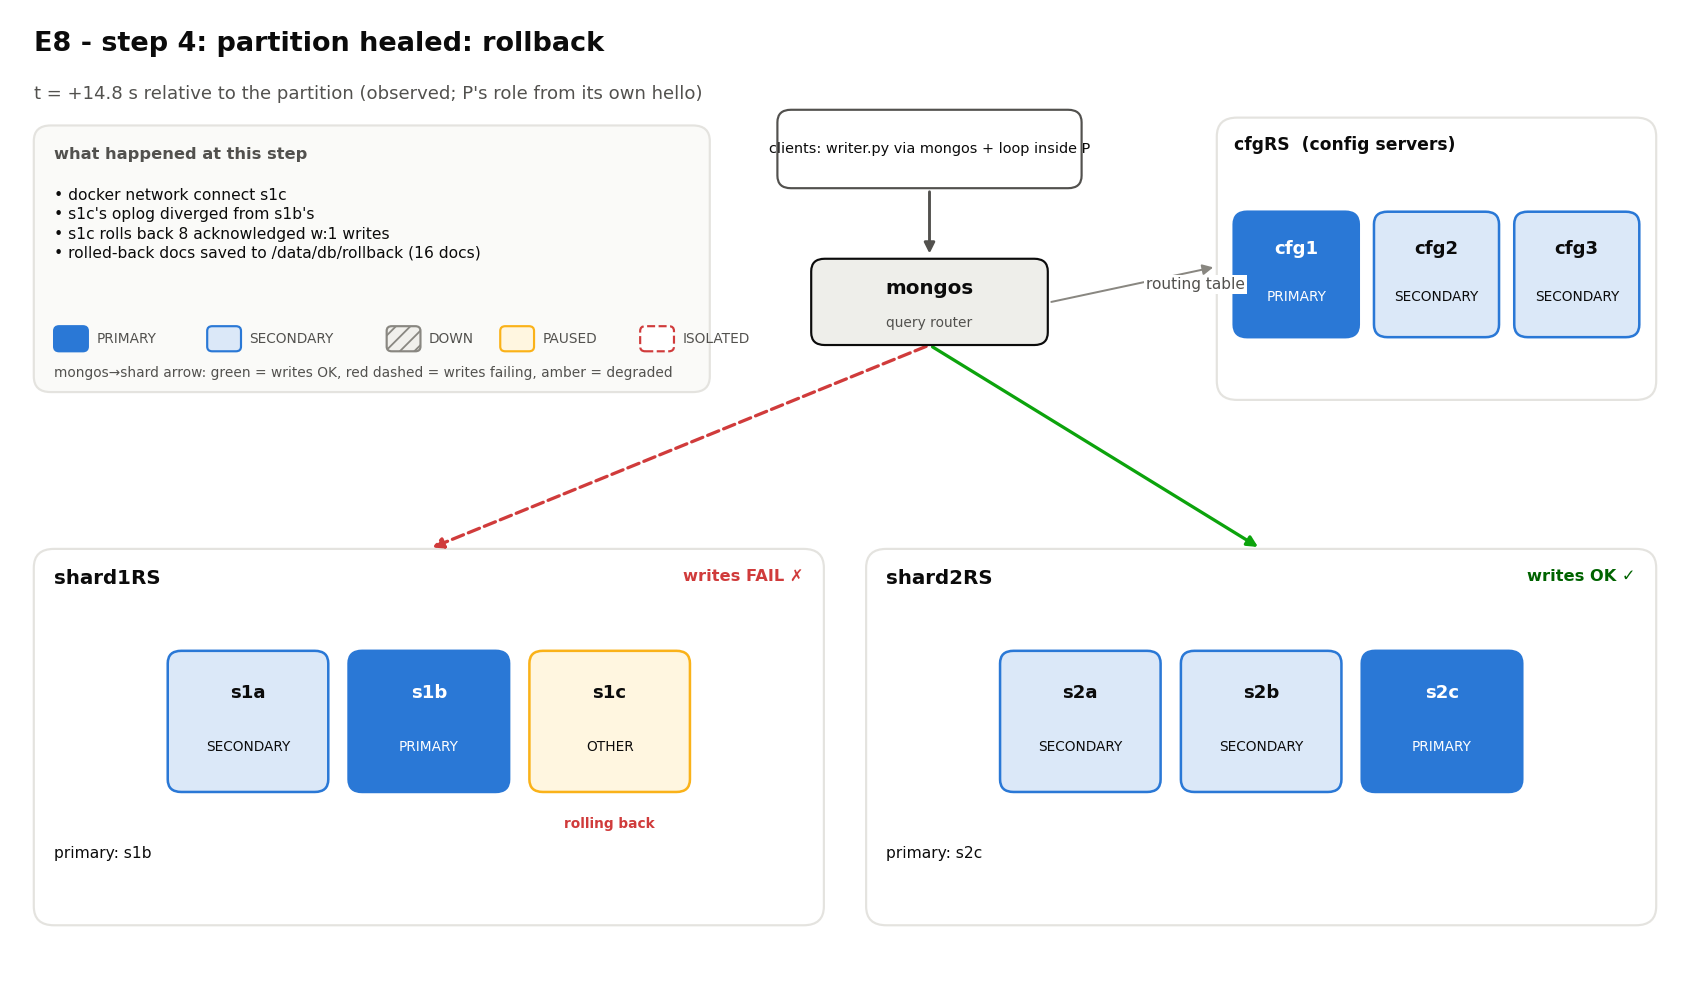 E8 - step 4: partition healed: rollback
t = +14.8 s relative to the partition (observed; P's role from its own hello)
what happened at this step
• docker network connect s1c
• s1c's oplog diverged from s1b's
• s1c rolls back 8 acknowledged w:1 writes
• rolled-back docs saved to /data/db/rollback (16 docs)
PRIMARY SECONDARY DOWN PAUSED ISOLATED
mongos→shard arrow: green = writes OK, red dashed = writes failing, amber = degraded
clients: writer.py via mongos + loop inside P
mongos
query router
routing table
cfgRS (config servers)
cfg1 cfg2 cfg3
PRIMARY SECONDARY SECONDARY
shard1RS writes FAIL ✗
s1a s1b s1c
SECONDARY PRIMARY OTHER
rolling back
primary: s1b
shard2RS writes OK ✓
s2a s2b s2c
SECONDARY SECONDARY PRIMARY
primary: s2c